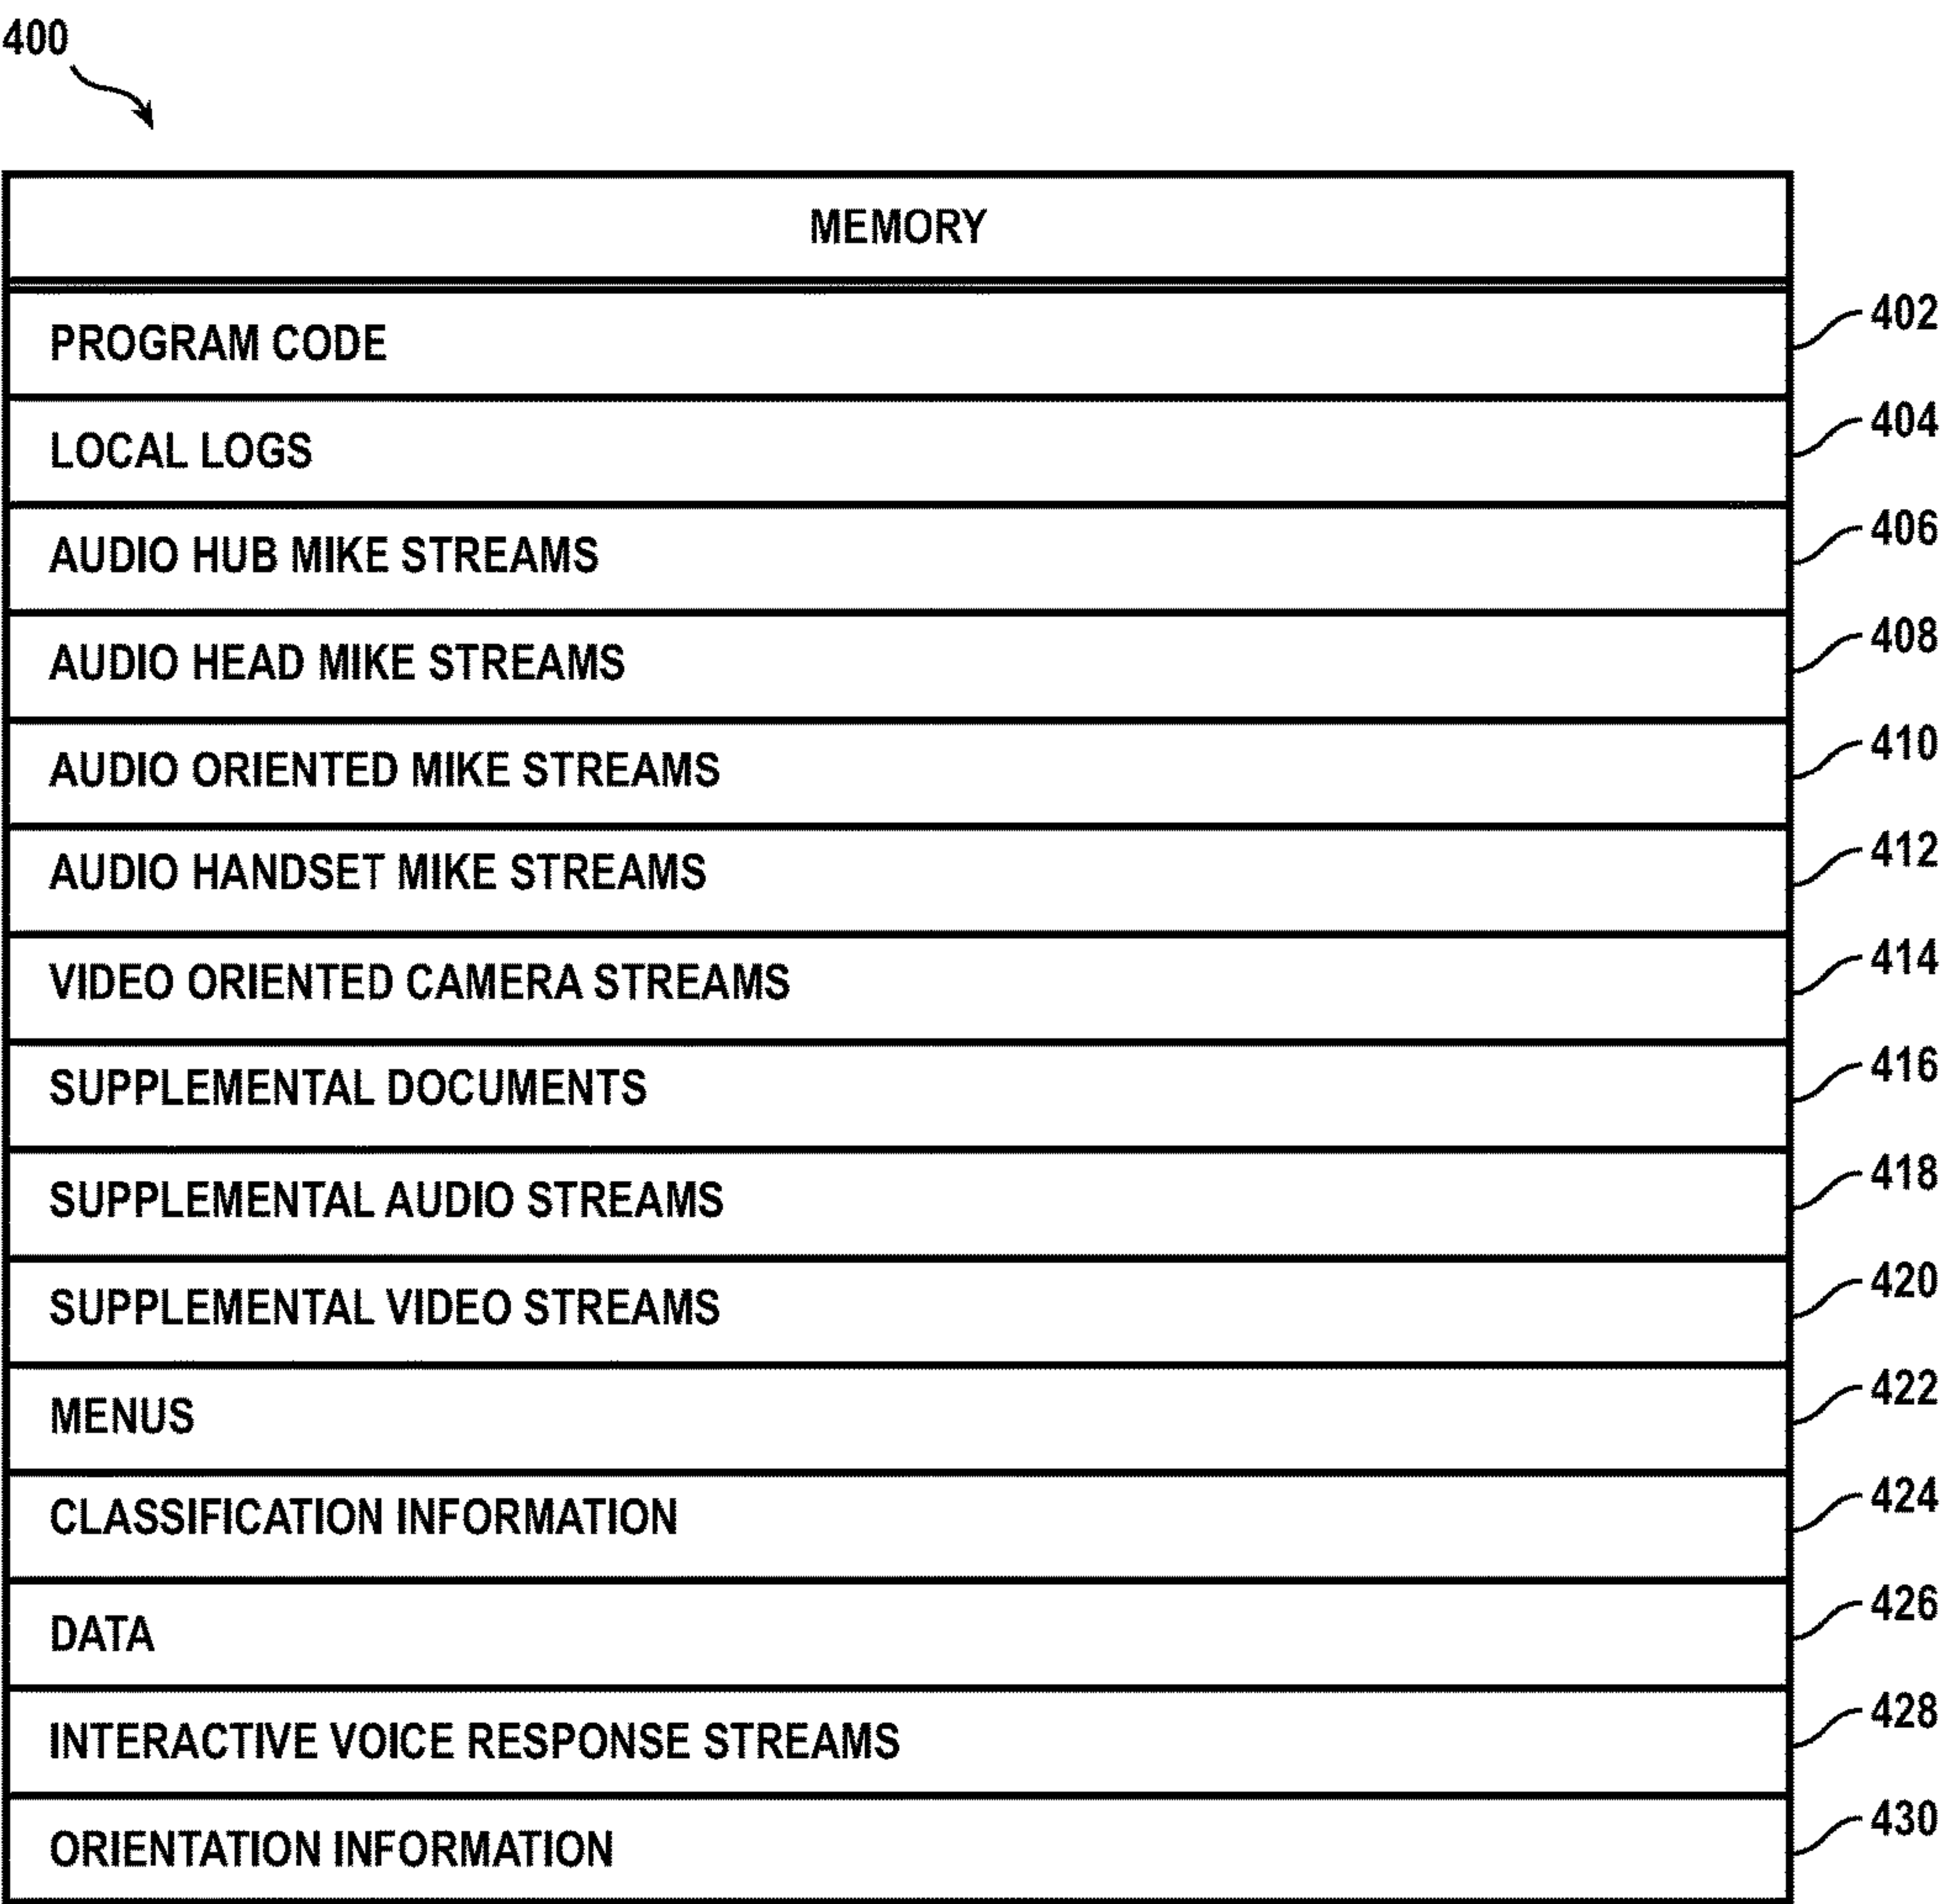 400
MEMORY
PROGRAM CODE 402
LOCAL LOGS 404
AUDIO HUB MIKE STREAMS 406
AUDIO HEAD MIKE STREAMS 408
AUDIO ORIENTED MIKE STREAMS 410
AUDIO HANDSET MIKE STREAMS 412
VIDEO ORIENTED CAMERA STREAMS 414
SUPPLEMENTAL DOCUMENTS 416
SUPPLEMENTAL AUDIO STREAMS 418
SUPPLEMENTAL VIDEO STREAMS 420
MENUS 422
CLASSIFICATION INFORMATION 424
DATA 426
INTERACTIVE VOICE RESPONSE STREAMS 428
ORIENTATION INFORMATION 430